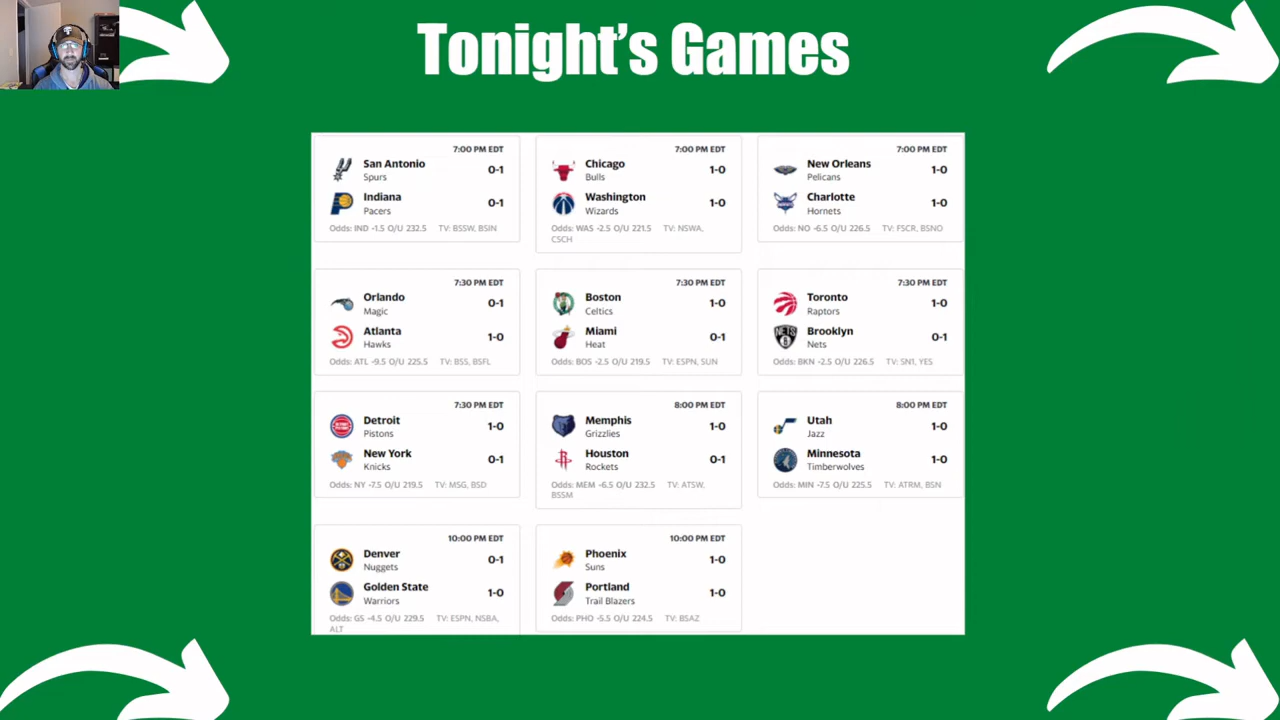 Tonight's Games
7:00 PM EDT
San Antonio
Spurs
0-1
Indiana
Pacers
0-1
Odds: IND -1.5 O/U 232.5 TV: BSSW, BSIN
7:00 PM EDT
Chicago
Bulls
1-0
Washington
Wizards
1-0
Odds: WAS -2.5 O/U 221.5 TV: NSWA,
CSCH
7:00 PM EDT
New Orleans
Pelicans
1-0
Charlotte
Hornets
1-0
Odds: NO -6.5 O/U 226.5 TV: FSCR, BSNO
7:30 PM EDT
Orlando
Magic
0-1
Atlanta
Hawks
1-0
Odds: ATL -9.5 O/U 225.5 TV: BSS, BSFL
7:30 PM EDT
Boston
Celtics
1-0
Miami
Heat
0-1
Odds: BOS -2.5 O/U 219.5 TV: ESPN, SUN
7:30 PM EDT
Toronto
Raptors
1-0
Brooklyn
Nets
0-1
Odds: BKN -2.5 O/U 226.5 TV: SN1, YES
7:30 PM EDT
Detroit
Pistons
1-0
New York
Knicks
0-1
Odds: NY -7.5 O/U 219.5 TV: MSG, BSD
8:00 PM EDT
Memphis
Grizzlies
1-0
Houston
Rockets
0-1
Odds: MEM -6.5 O/U 232.5 TV: ATSW,
BSSM
8:00 PM EDT
Utah
Jazz
1-0
Minnesota
Timberwolves
1-0
Odds: MIN -7.5 O/U 225.5 TV: ATRM, BSN
10:00 PM EDT
Denver
Nuggets
0-1
Golden State
Warriors
1-0
Odds: GS -4.5 O/U 229.5 TV: ESPN, NSBA,
ALT
10:00 PM EDT
Phoenix
Suns
1-0
Portland
Trail Blazers
1-0
Odds: PHO -5.5 O/U 224.5 TV: BSAZ